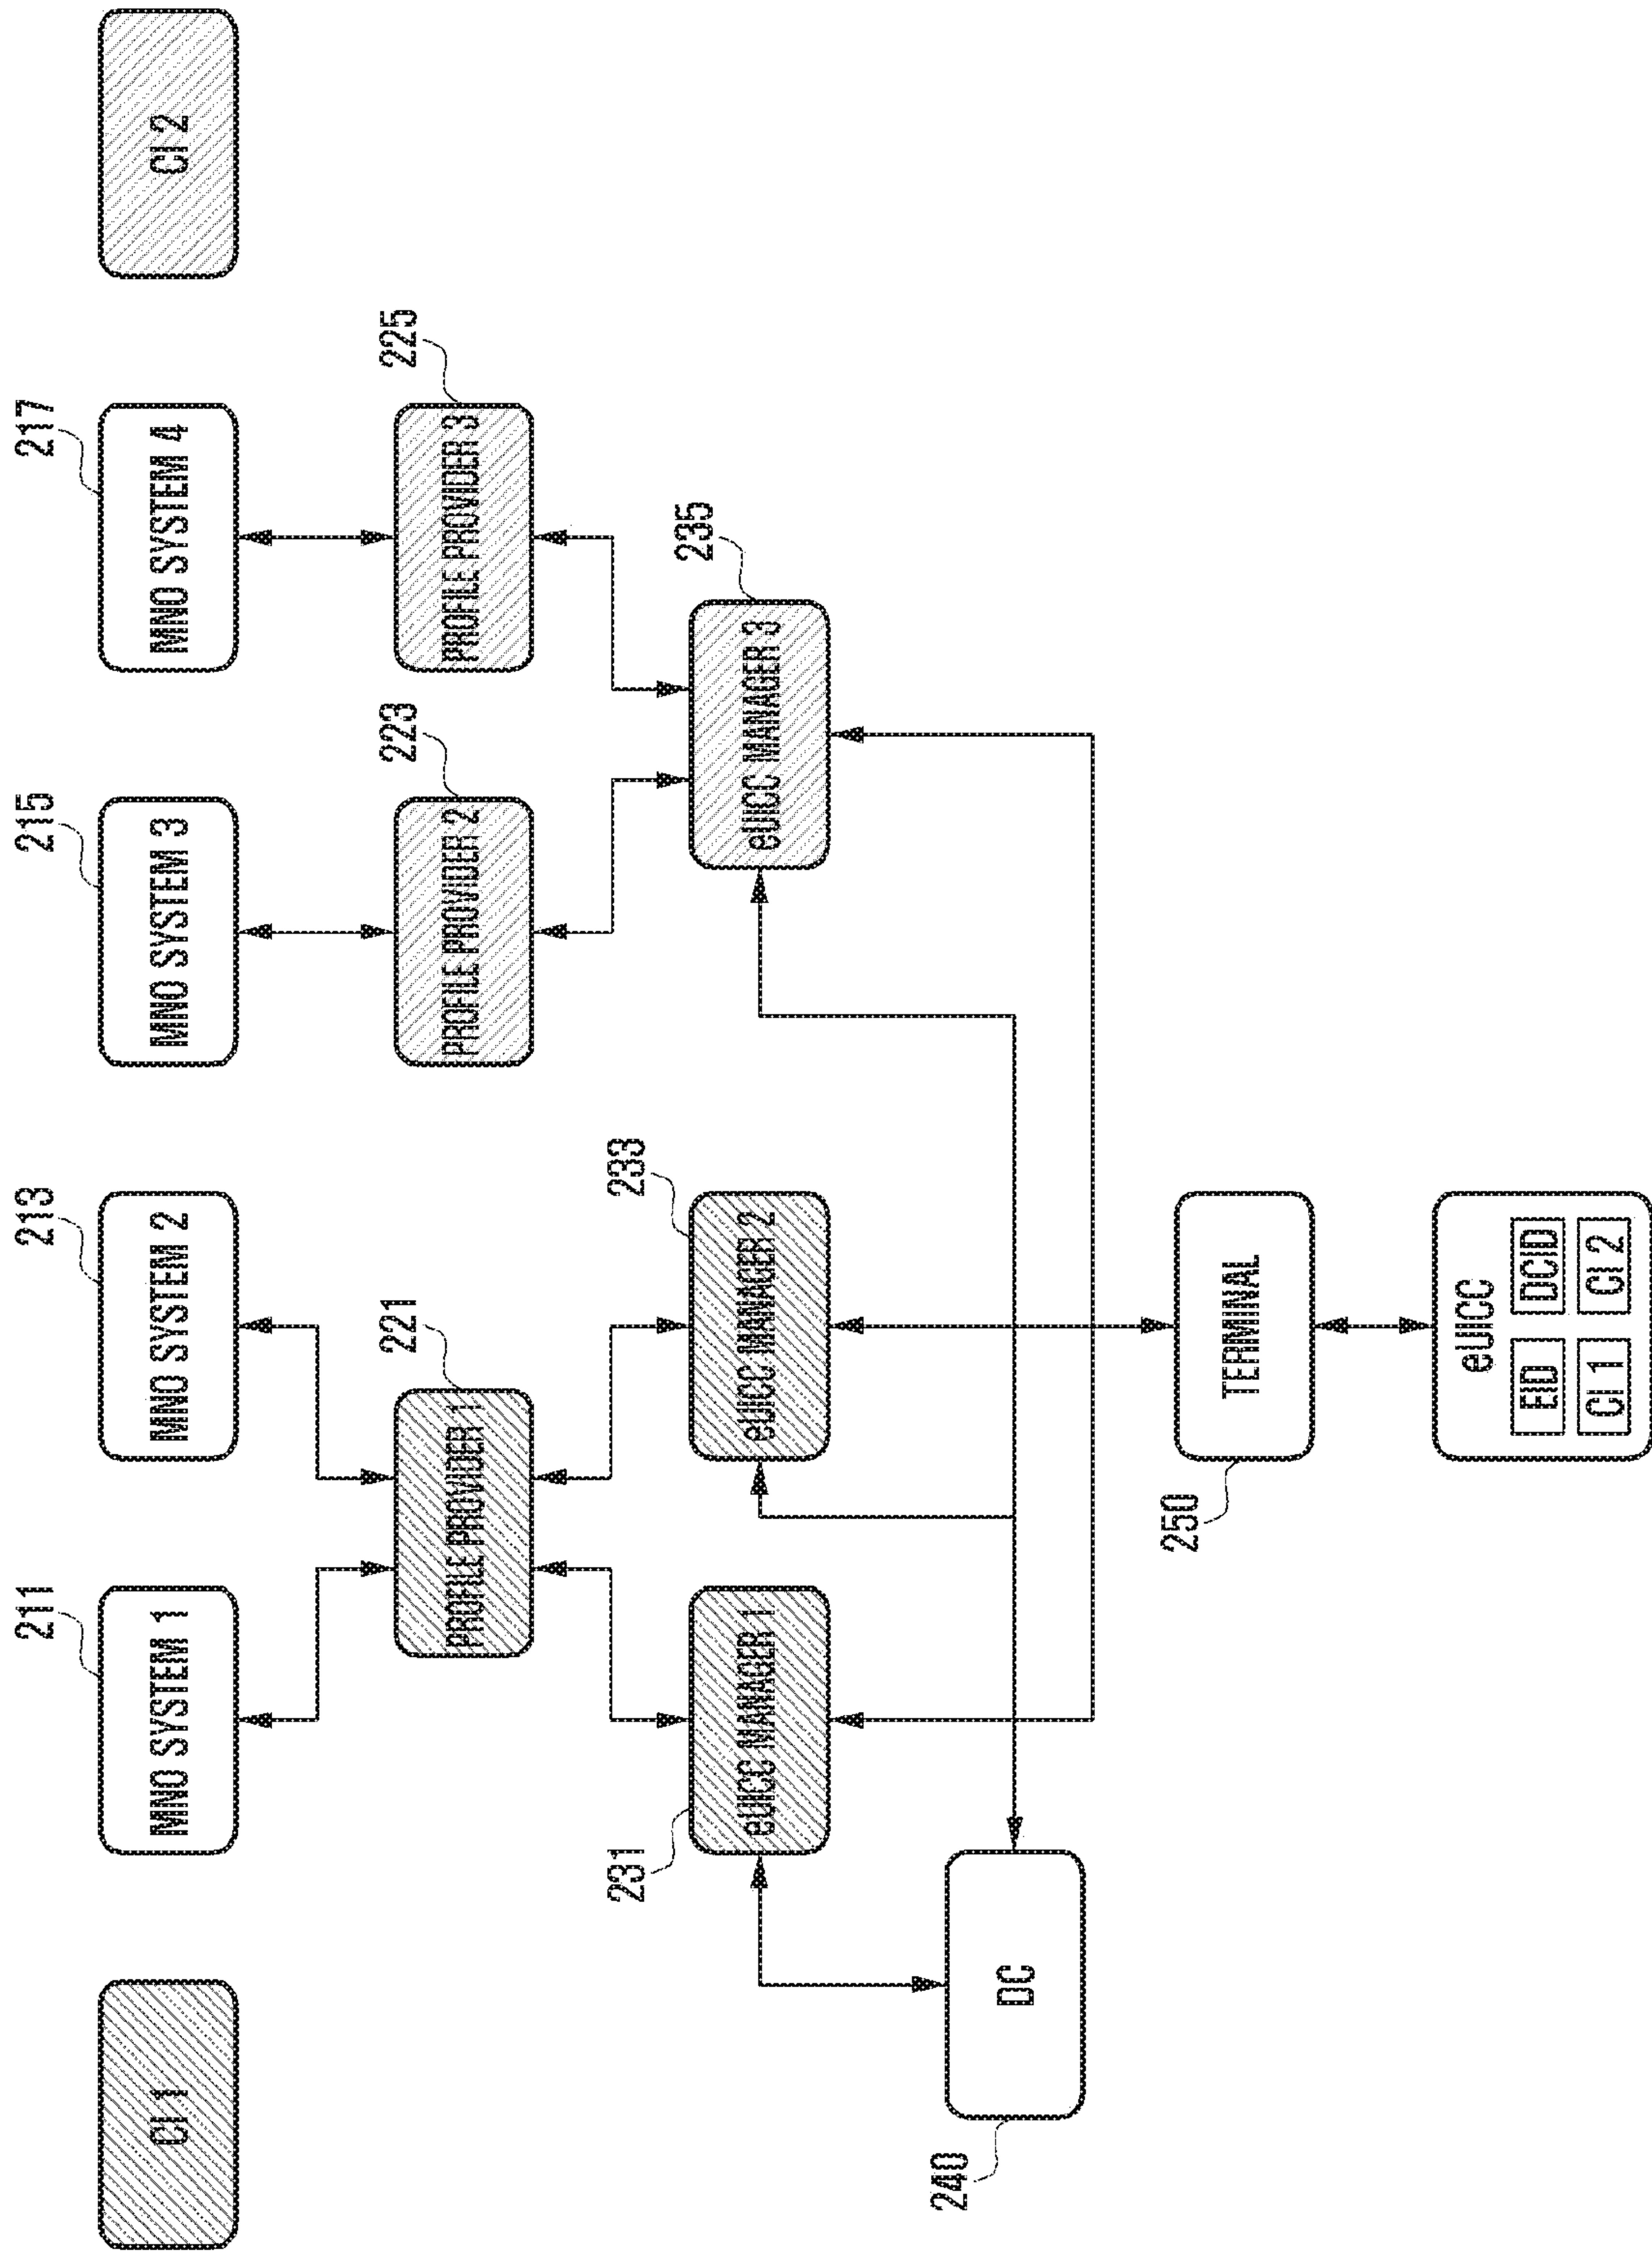 211
213
215
217
CI 1
MNO SYSTEM 1
MNO SYSTEM 2
MNO SYSTEM 3
MNO SYSTEM 4
CI 2
221
223
225
PROFILE PROVIDER 1
PROFILE PROVIDER 2
PROFILE PROVIDER 3
231
233
235
eUICC MANAGER 1
eUICC MANAGER 2
eUICC MANAGER 3
240
DC
250
TERMINAL
eUICC
EID
DCID
CI 1
CI 2